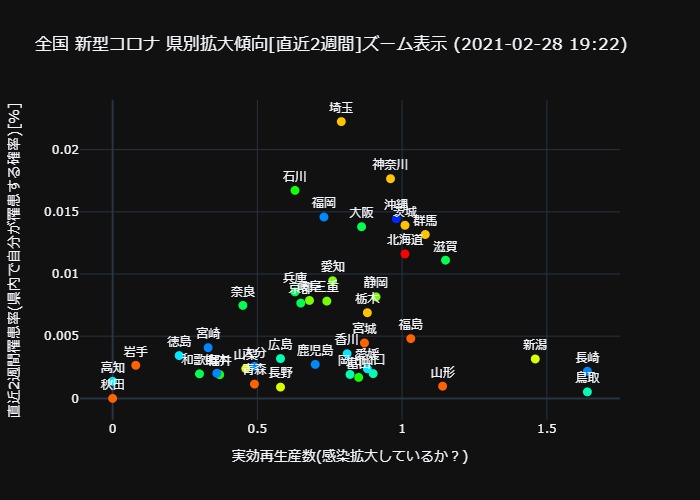 全国 新型コロナ 県別拡大傾向[直近2週間]ズーム表示 (2021-02-28 19:22)
直近2週間罹患率(県内で自分が罹患する確率)[%]
埼玉
0.02
神奈川
石川
福岡
沖縄
0.015
大阪
茨城
群馬
北海道
滋賀
愛知
0.01
兵庫
静岡
奈良
京都
三重
栃木
宮城
福島
0.005
宮崎
徳島
香川
広島
新潟
岩手
山梨
大分
鹿児島
愛媛
長崎
和歌山
高知
青森
長野
山形
鳥取
秋田
0
0
0.5
1
1.5
実効再生産数(感染拡大しているか？)